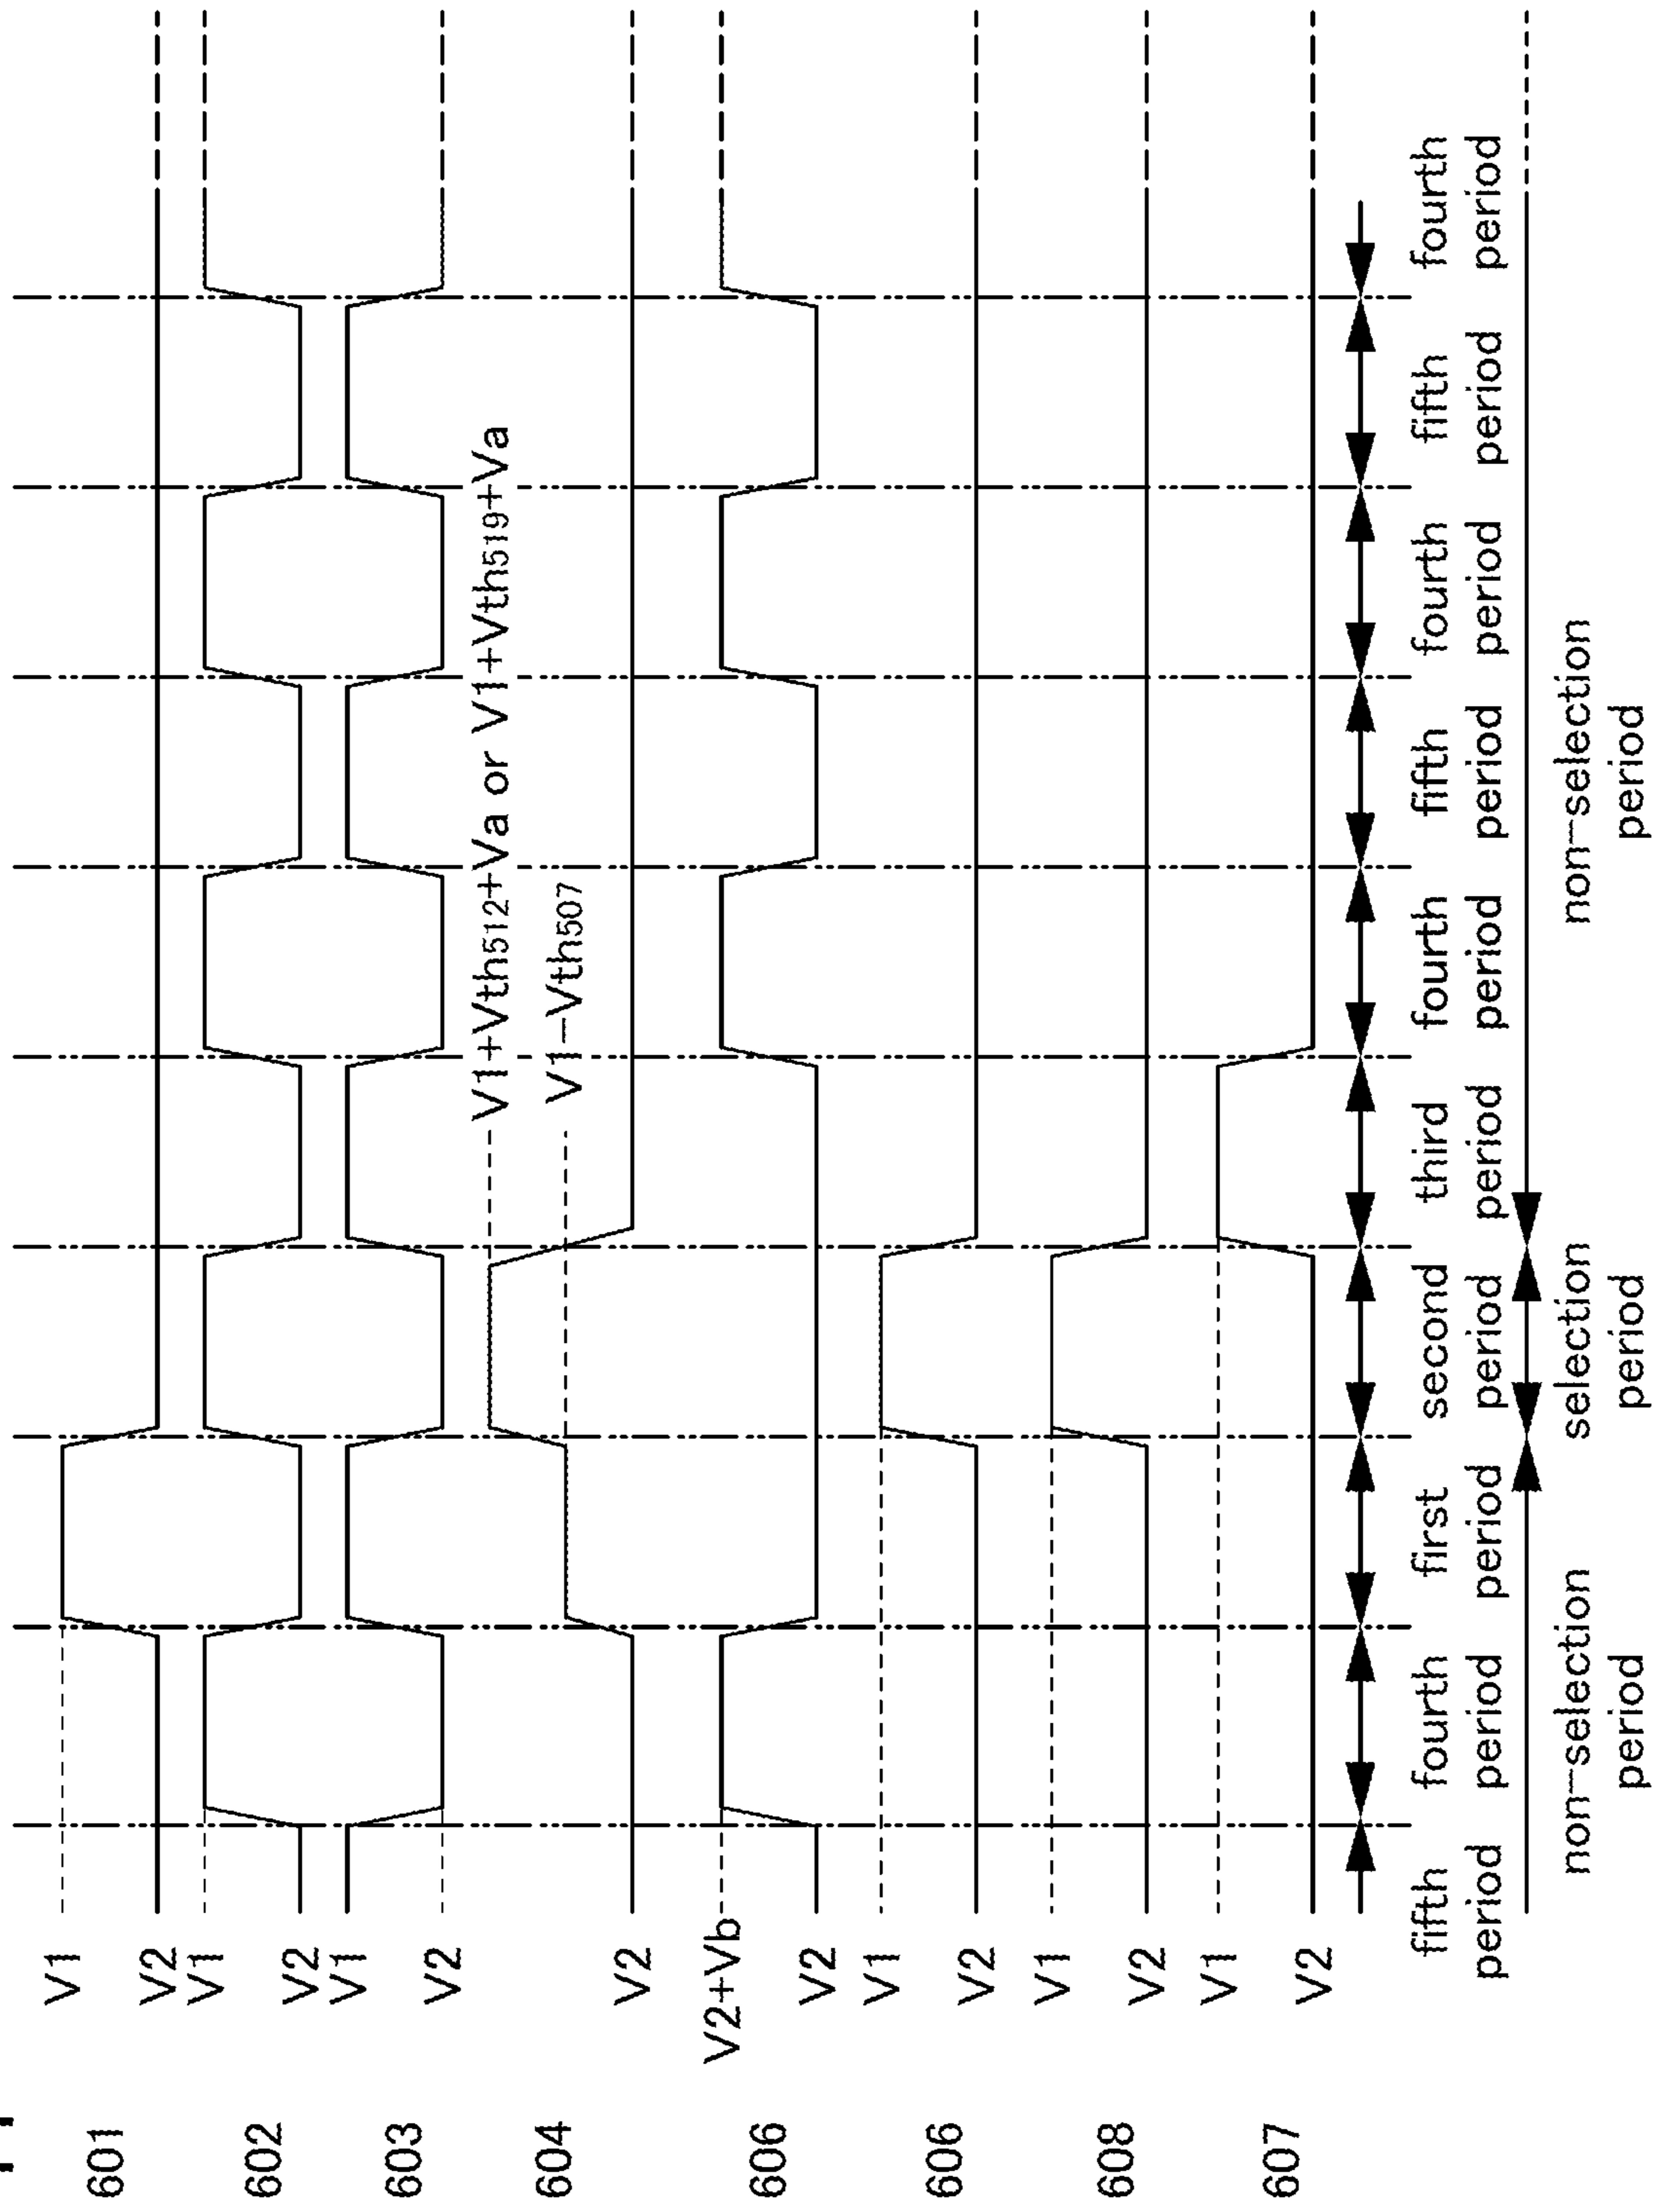 601
V1
V2
602
V1
V2
603
V1
V2
604
V1+Vth512+Va or V1+Vth519+Va
V1−Vth507
V2
606
V2+Vb
V2
606
V1
V2
608
V1
V2
607
V1
V2
fifth
period
fourth
period
first
period
second
period
third
period
fourth
period
fifth
period
fourth
period
fifth
period
fourth
period
non-selection
period
selection
period
non-selection
period